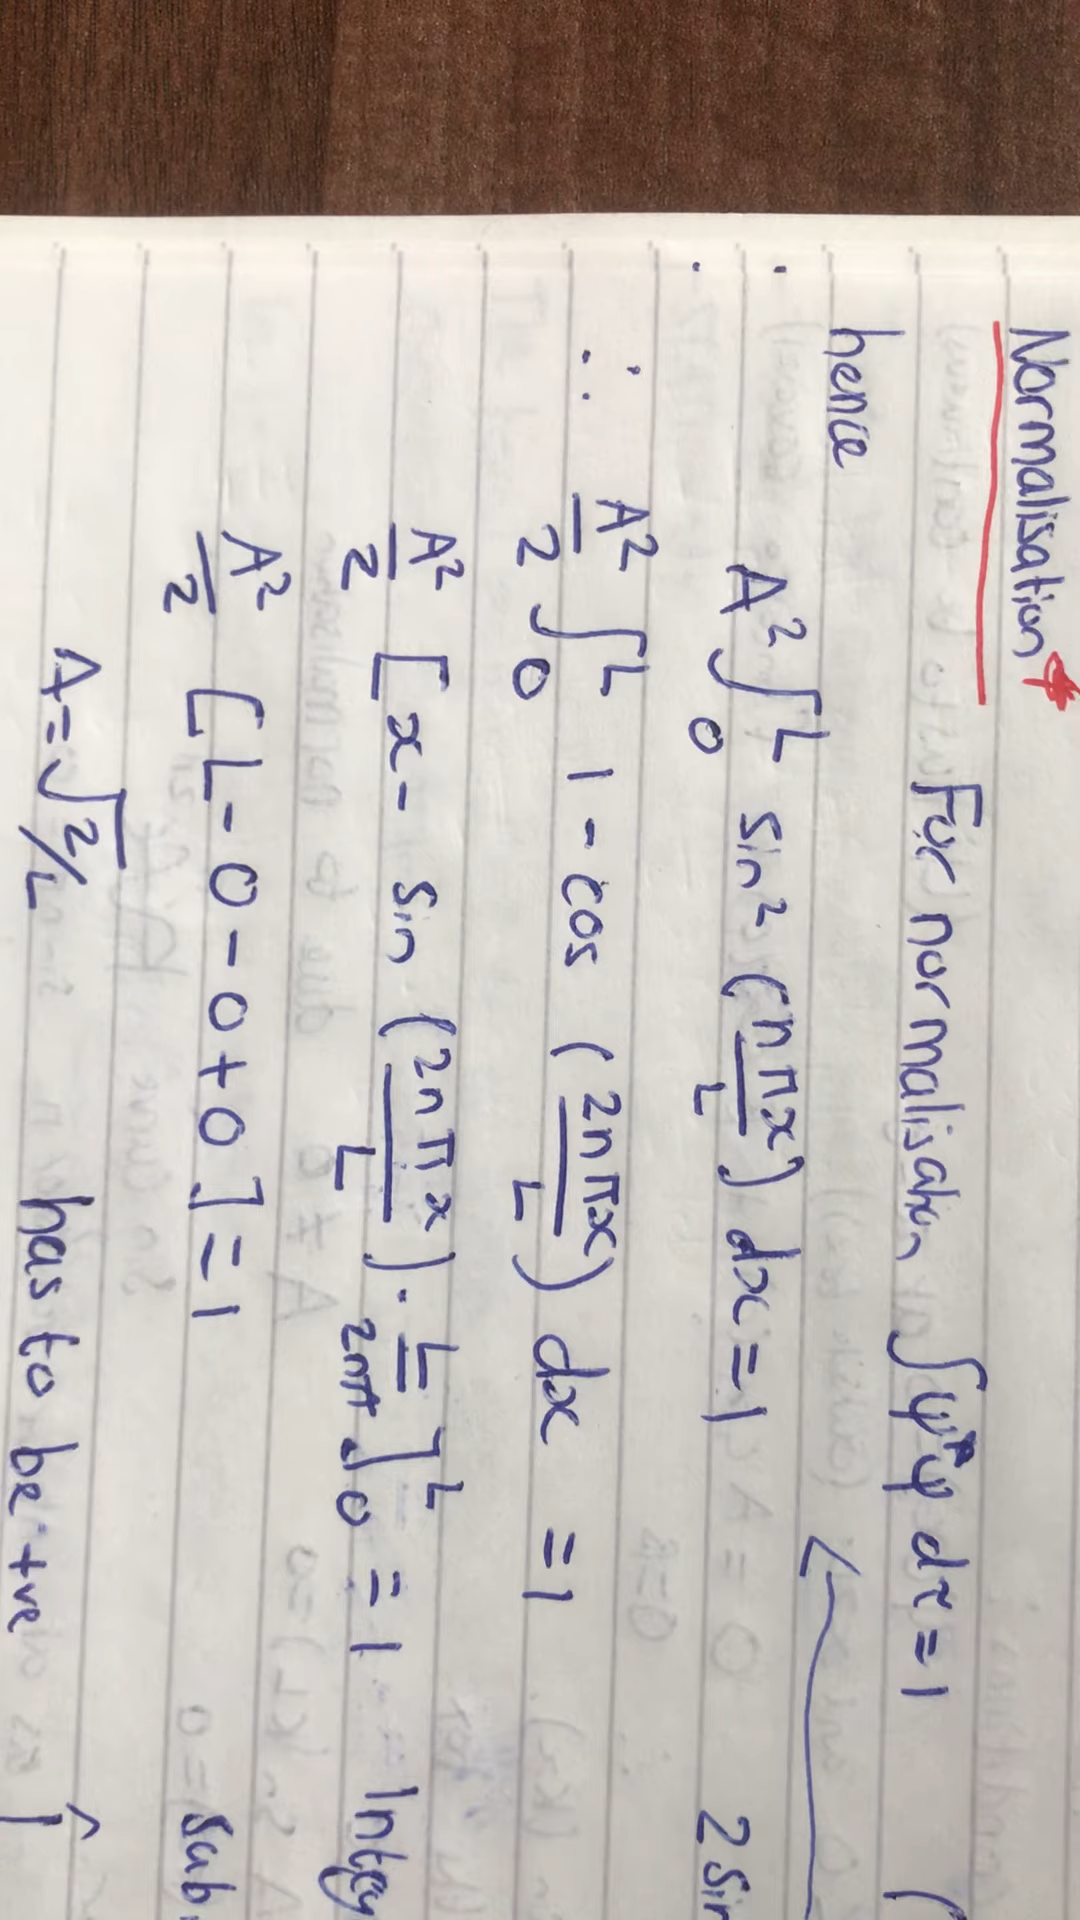 Normalisation
For normalisation ∫ψ*ψ dτ = 1 (
hence
A² ∫₀ᴸ sin² (nπx/L) dx = 1 2 sin
∴ A²/2 ∫₀ᴸ 1 - cos (2nπx/L) dx = 1
A²/2 [x - sin (2nπx/L) · L/2nπ]₀ᴸ = 1
A²/2 [L - 0 - 0 + 0] = 1
A = √2/L has to be +ve